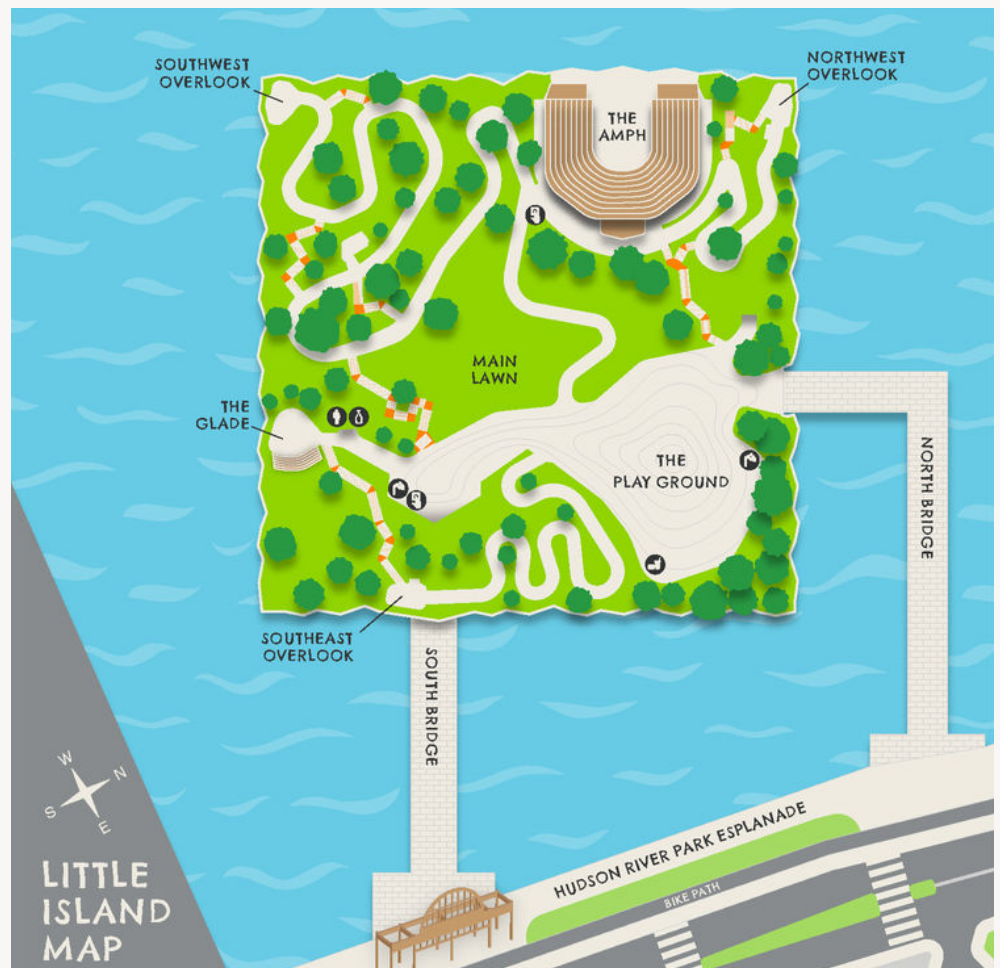 SOUTHWEST
OVERLOOK
NORTHWEST
OVERLOOK
THE
AMPH
MAIN
LAWN
THE
GLADE
THE
PLAY GROUND
NORTH BRIDGE
SOUTHEAST
OVERLOOK
SOUTH BRIDGE
W
N
S
E
HUDSON RIVER PARK ESPLANADE
BIKE PATH
LITTLE
ISLAND
MAP